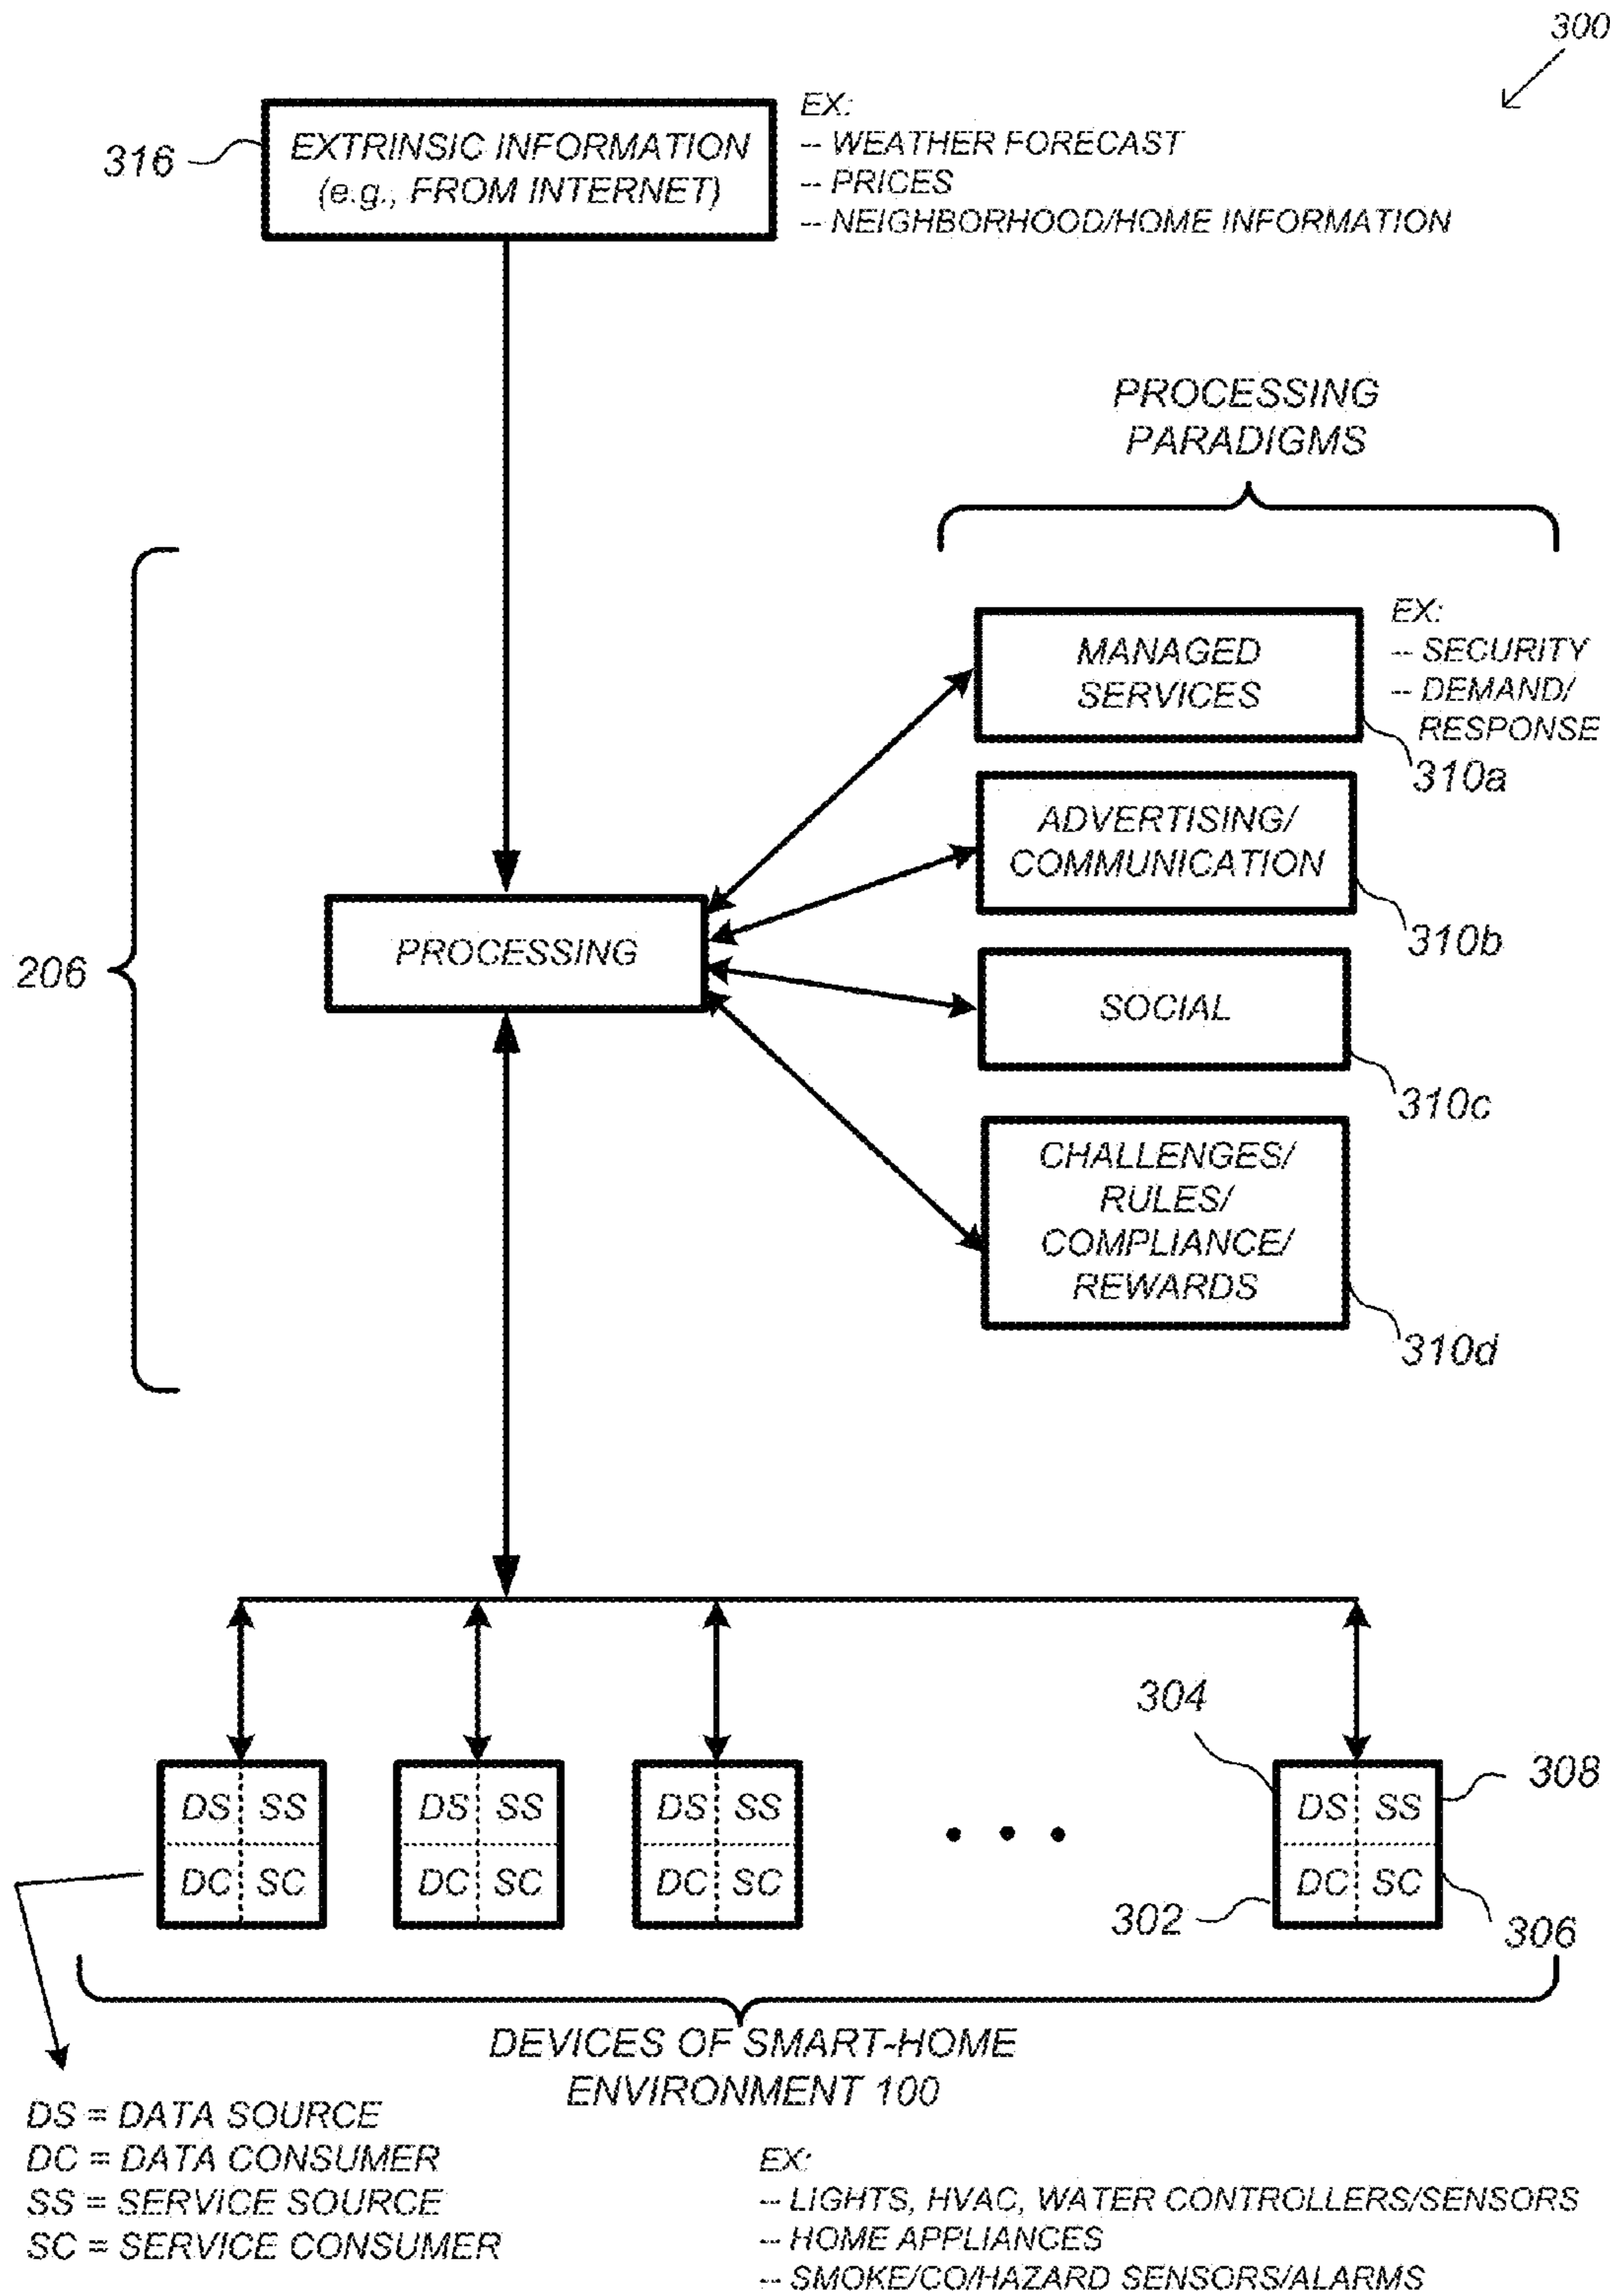 300
316
EXTRINSIC INFORMATION
(e.g., FROM INTERNET)
EX:
-- WEATHER FORECAST
-- PRICES
-- NEIGHBORHOOD/HOME INFORMATION
PROCESSING
PARADIGMS
206
PROCESSING
MANAGED
SERVICES
EX:
-- SECURITY
-- DEMAND/
RESPONSE
310a
ADVERTISING/
COMMUNICATION
310b
SOCIAL
310c
CHALLENGES/
RULES/
COMPLIANCE/
REWARDS
310d
DS SS
DC SC
DS SS
DC SC
DS SS
DC SC
• • •
304
DS SS
DC SC
308
302
306
DEVICES OF SMART-HOME
ENVIRONMENT 100
DS = DATA SOURCE
DC = DATA CONSUMER
SS = SERVICE SOURCE
SC = SERVICE CONSUMER
EX:
-- LIGHTS, HVAC, WATER CONTROLLERS/SENSORS
-- HOME APPLIANCES
-- SMOKE/CO/HAZARD SENSORS/ALARMS